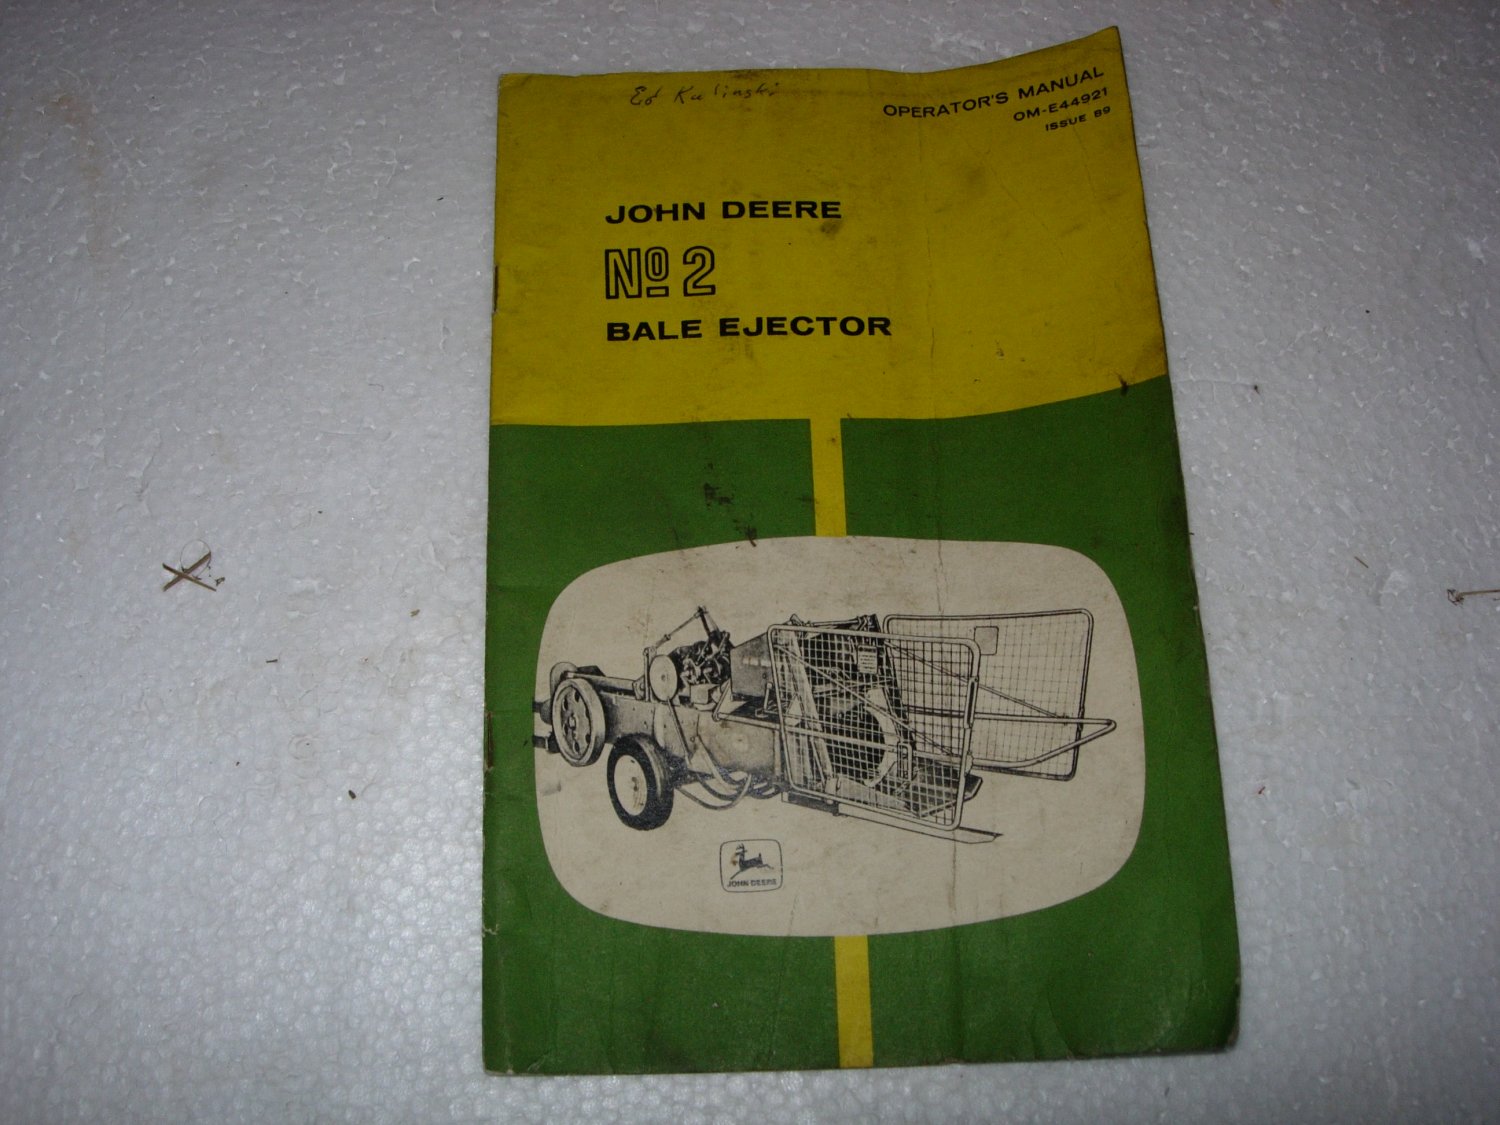 Ed Kulinski
OPERATOR'S MANUAL
OM-E44921
ISSUE B9
JOHN DEERE
No 2
BALE EJECTOR
JOHN DEERE